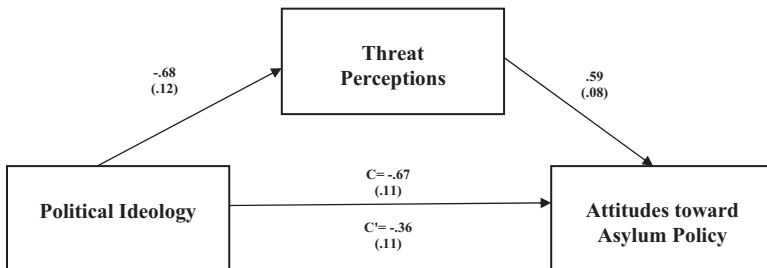 Threat
Perceptions
-.68
(.12)
.59
(.08)
Political Ideology
C= -.67
(.11)
C'= -.36
(.11)
Attitudes toward
Asylum Policy